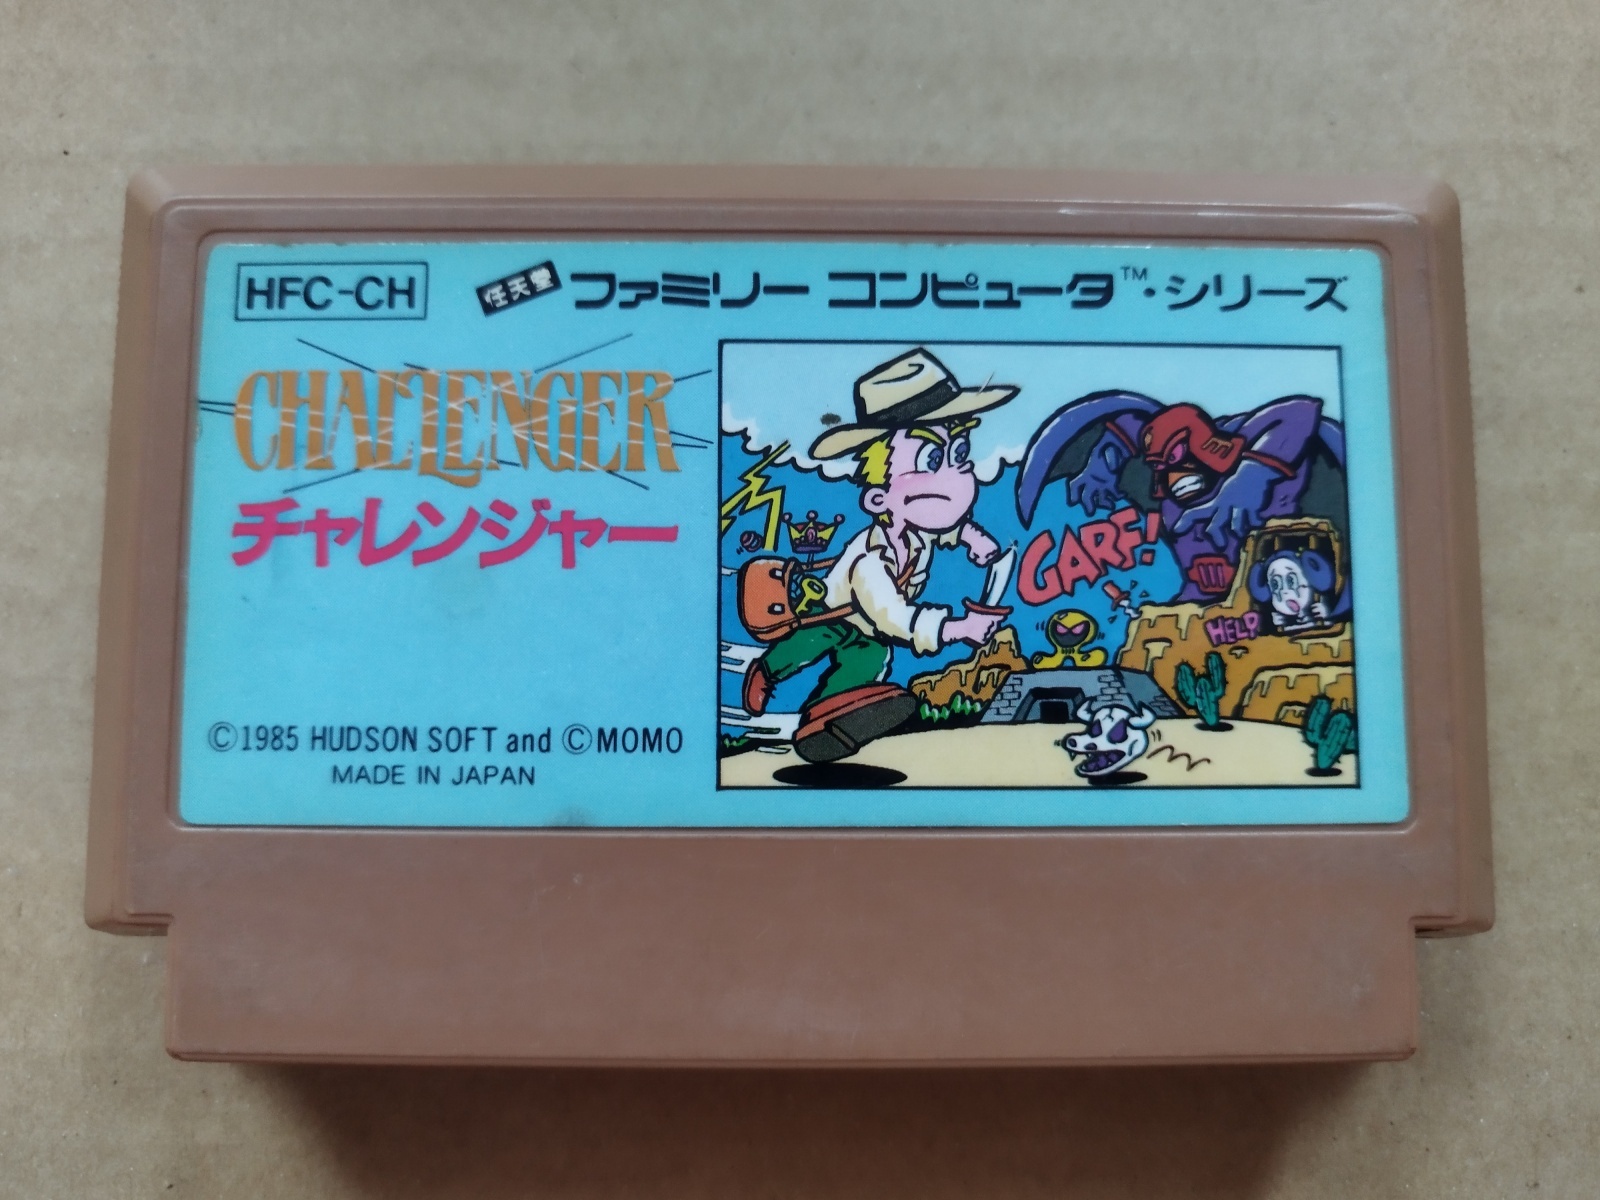 HFC-CH
任天堂 ファミリー コンピュータ™・シリーズ
CHALLENGER
チャレンジャー
GARF!
HELP
©1985 HUDSON SOFT and ©MOMO
MADE IN JAPAN